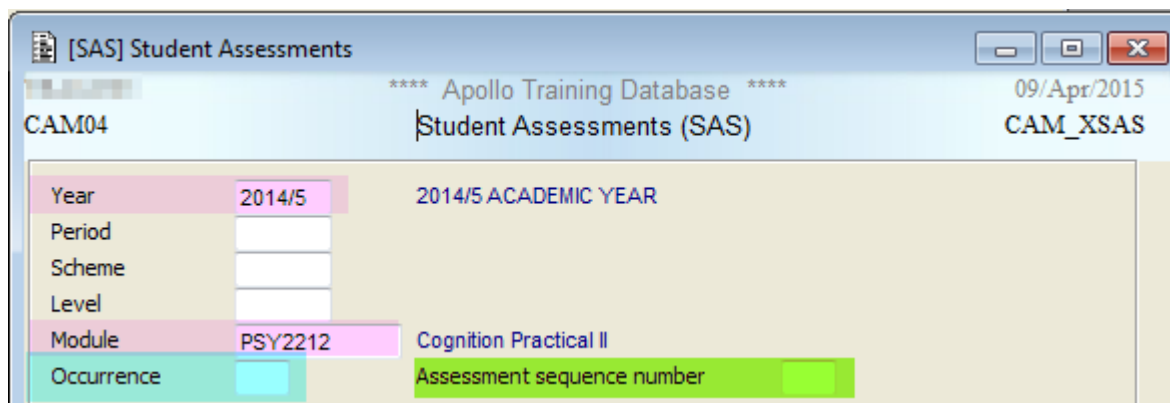 [SAS] Student Assessments
**** Apollo Training Database **** 09/Apr/2015
CAM04 Student Assessments (SAS) CAM_XSAS
Year 2014/5 2014/5 ACADEMIC YEAR
Period
Scheme
Level
Module PSY2212 Cognition Practical II
Occurrence Assessment sequence number